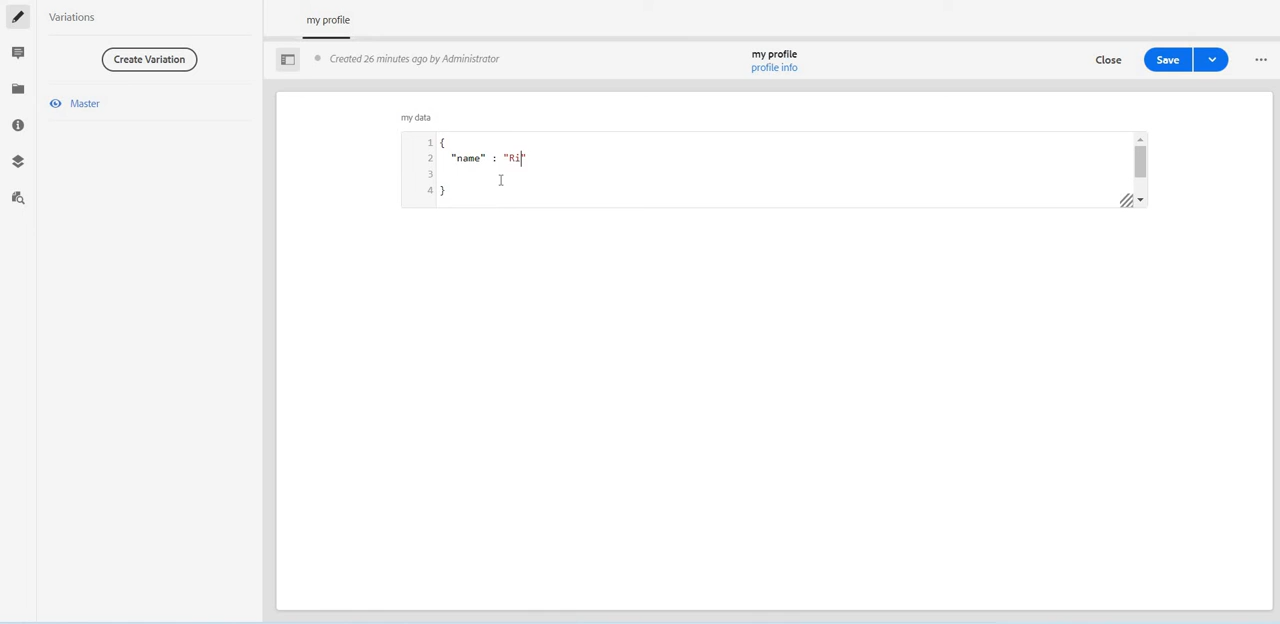 Variations
Create Variation
Master
my profile
Created 26 minutes ago by Administrator
my profile
profile info
Close
Save
my data
1 {
2 "name" : "Ri"
3
4 }